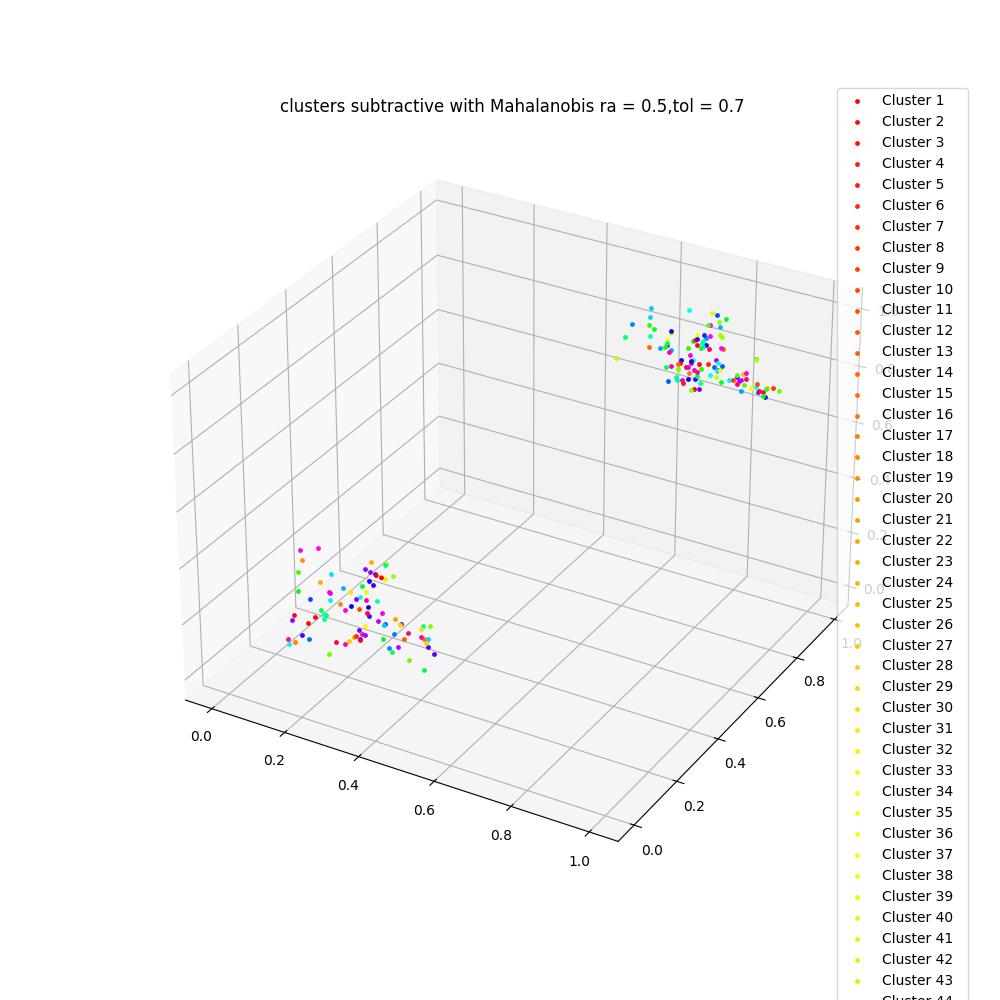 clusters subtractive with Mahalanobis ra = 0.5,tol = 0.7
Cluster 1
Cluster 2
Cluster 3
Cluster 4
Cluster 5
Cluster 6
Cluster 7
Cluster 8
Cluster 9
Cluster 10
Cluster 11
Cluster 12
Cluster 13
Cluster 14
Cluster 15
Cluster 16
Cluster 17
Cluster 18
Cluster 19
Cluster 20
Cluster 21
Cluster 22
Cluster 23
Cluster 24
Cluster 25
Cluster 26
Cluster 27
Cluster 28
Cluster 29
Cluster 30
Cluster 31
Cluster 32
Cluster 33
Cluster 34
Cluster 35
Cluster 36
Cluster 37
Cluster 38
Cluster 39
Cluster 40
Cluster 41
Cluster 42
Cluster 43
Cluster 44
0.6
0.2
0.0
1.0
0.8
0.6
0.4
0.2
0.0
0.0
0.2
0.4
0.6
0.8
1.0